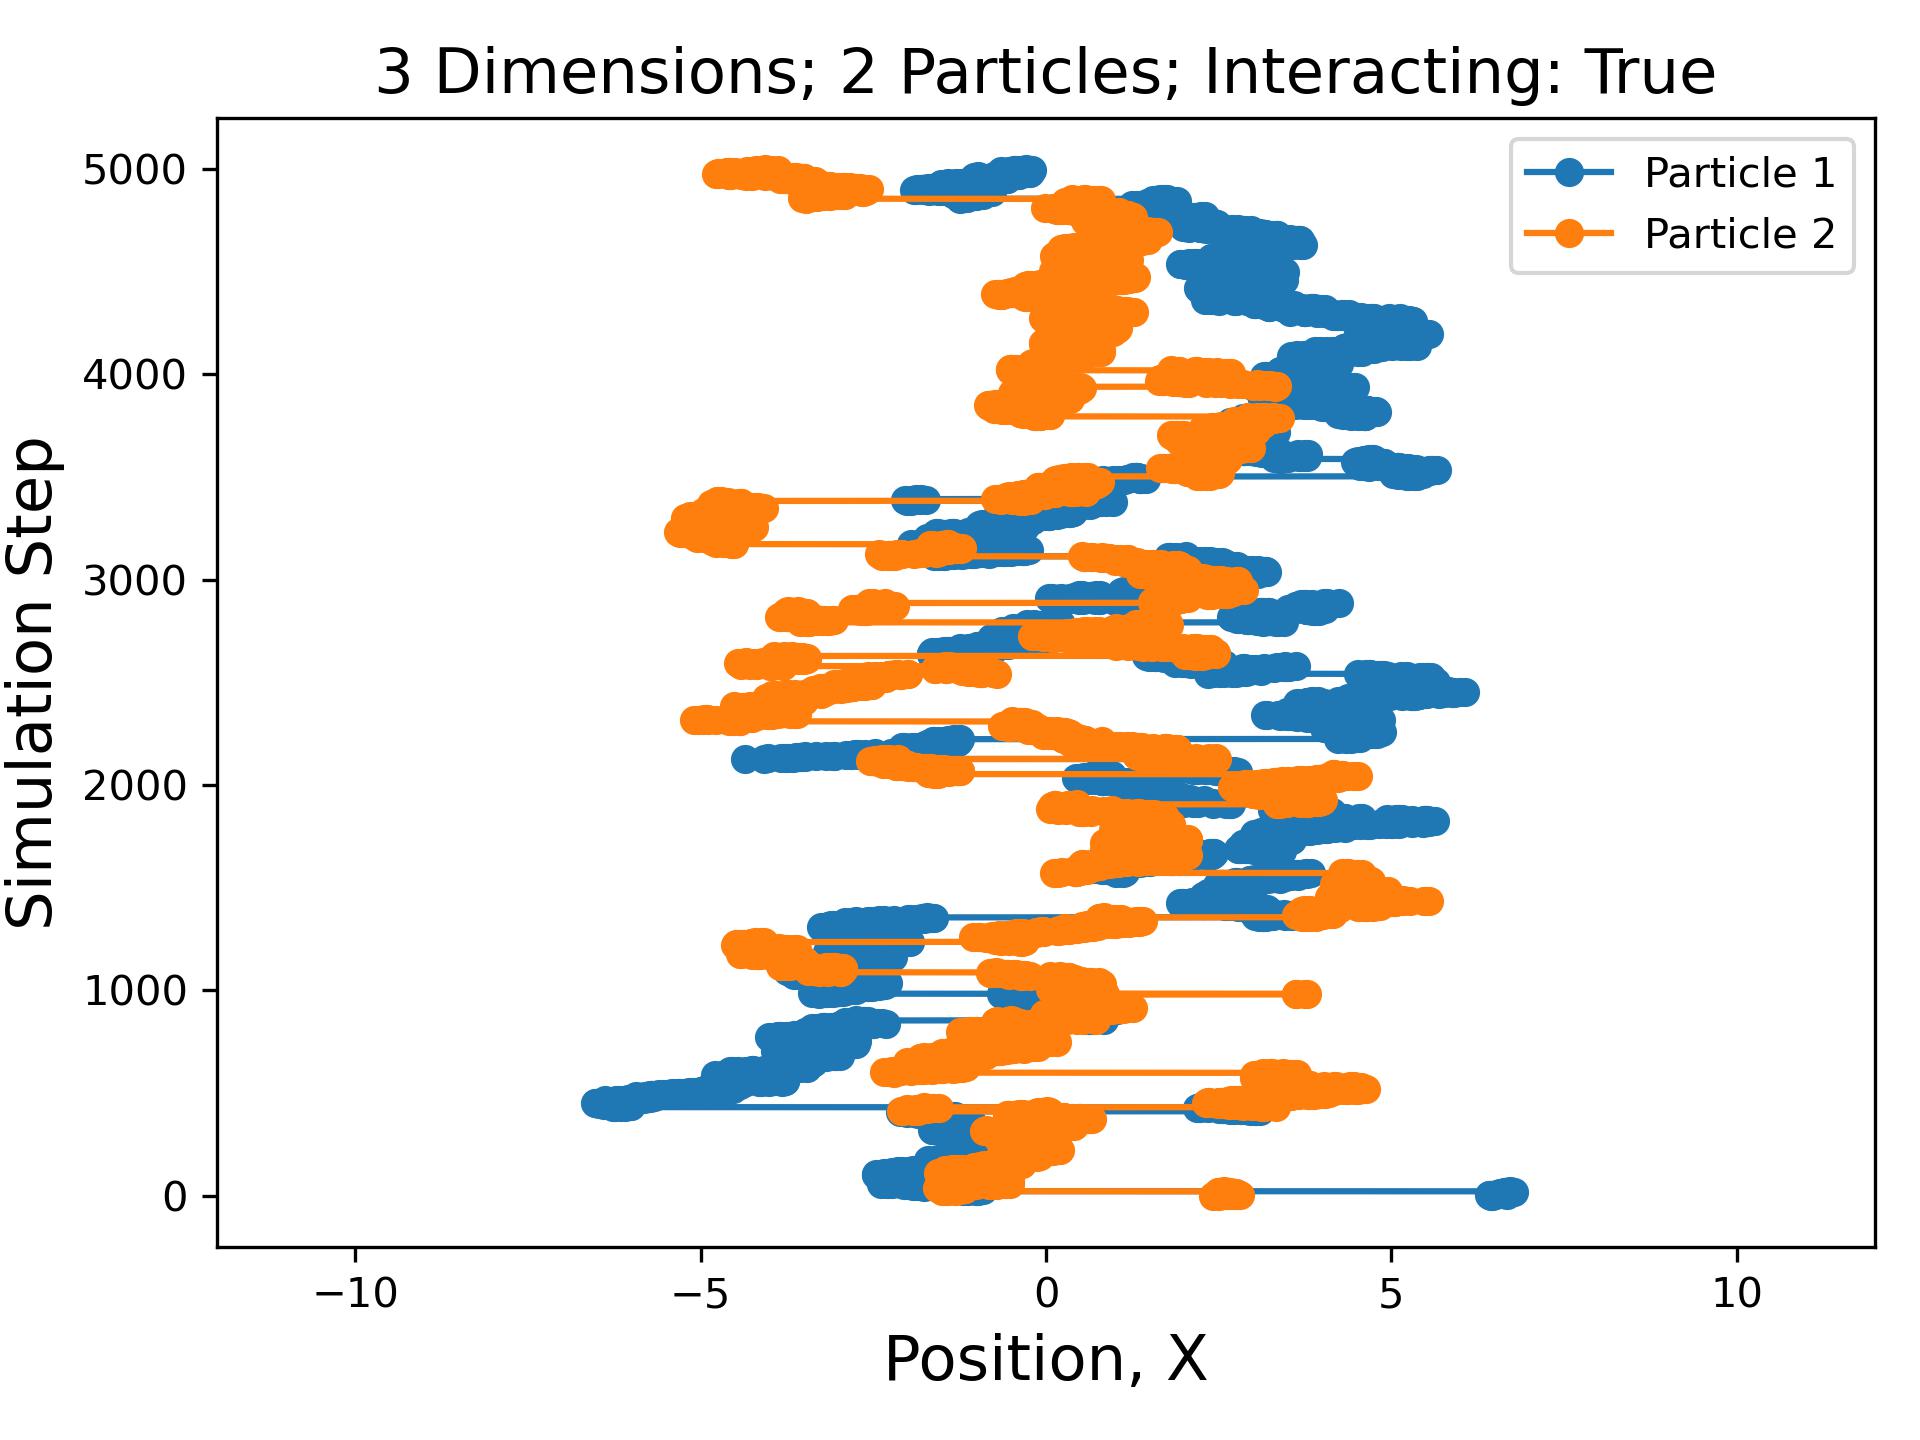 3 Dimensions; 2 Particles; Interacting: True
Particle 1
Particle 2
5000
4000
3000
2000
1000
0
Simulation Step
−10
−5
0
5
10
Position, X